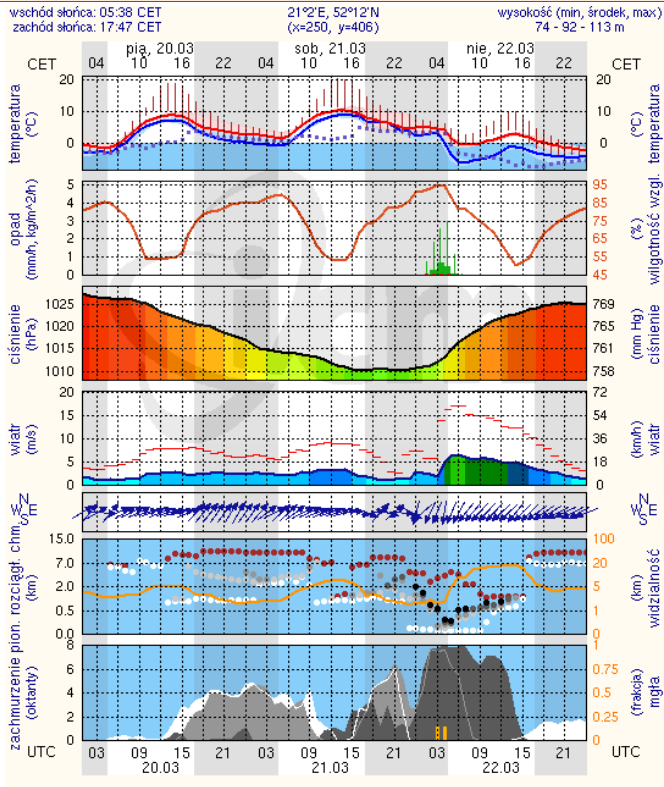 wschód słońca: 05:38 CET 21°2'E, 52°12'N wysokość (min, środek, max)
zachód słońca: 17:47 CET (x=250, y=406) 74 - 92 - 113 m
pią, 20.03 sob, 21.03 nie, 22.03
CET 04 10 16 22 04 10 16 22 04 10 16 22 CET
temperatura (°C)
20
10
0
20
10
0
(°C) temperatura
opad (mm/h, kg/m^2/h)
5
4
3
2
1
0
95
85
75
65
55
45
(%) wilgotność wzgl.
ciśnienie (hPa)
1025
1020
1015
1010
769
765
761
758
(mm Hg) ciśnienie
wiatr (m/s)
20
15
10
5
0
72
54
36
18
0
(km/h) wiatr
N
W E
S
N
W E
S
pion. rozciągł. chm. (km)
15.0
7.0
2.0
0.5
0.0
100
20
5
1
0
(km) widzialność
zachmurzenie (oktanty)
8
6
4
2
0
1
0.75
0.5
0.25
0
(frakcja) mgła
UTC 03 09 15 21 03 09 15 21 03 09 15 21 UTC
20.03 21.03 22.03